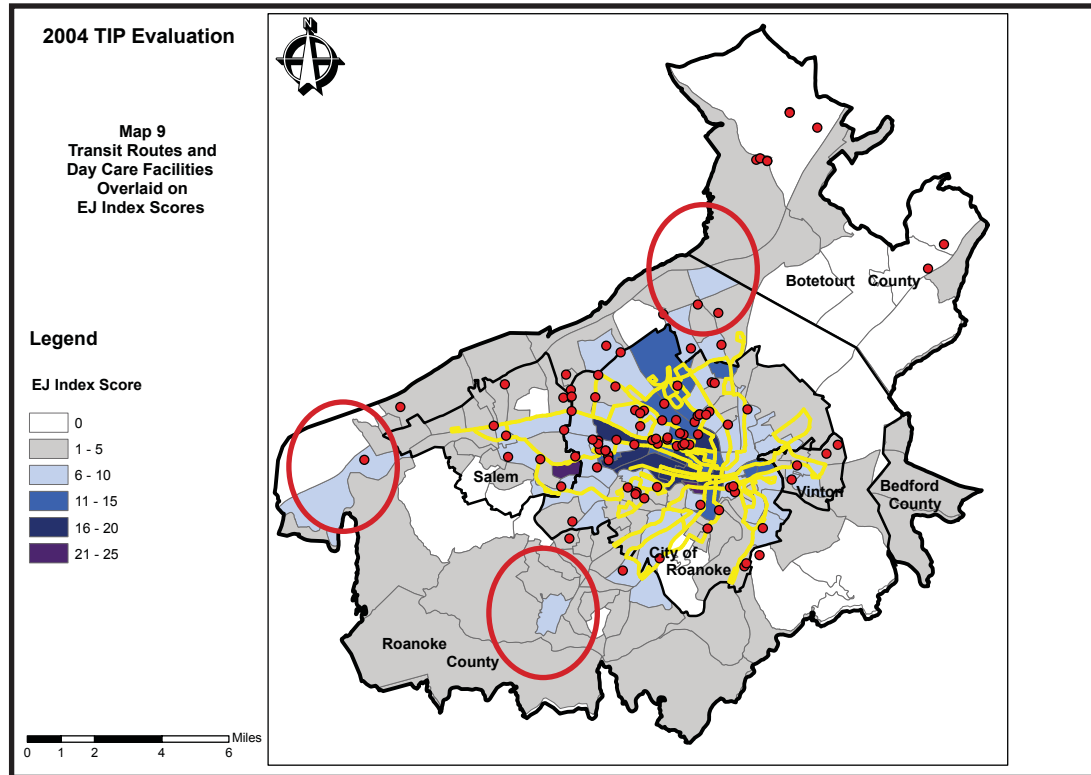 2004 TIP Evaluation
Map 9
Transit Routes and
Day Care Facilities
Overlaid on
EJ Index Scores
Legend
EJ Index Score
0
1 - 5
6 - 10
11 - 15
16 - 20
21 - 25
Miles
0 1 2 4 6
N
Botetourt County
Salem
Vinton
Bedford
County
City of
Roanoke
Roanoke
County